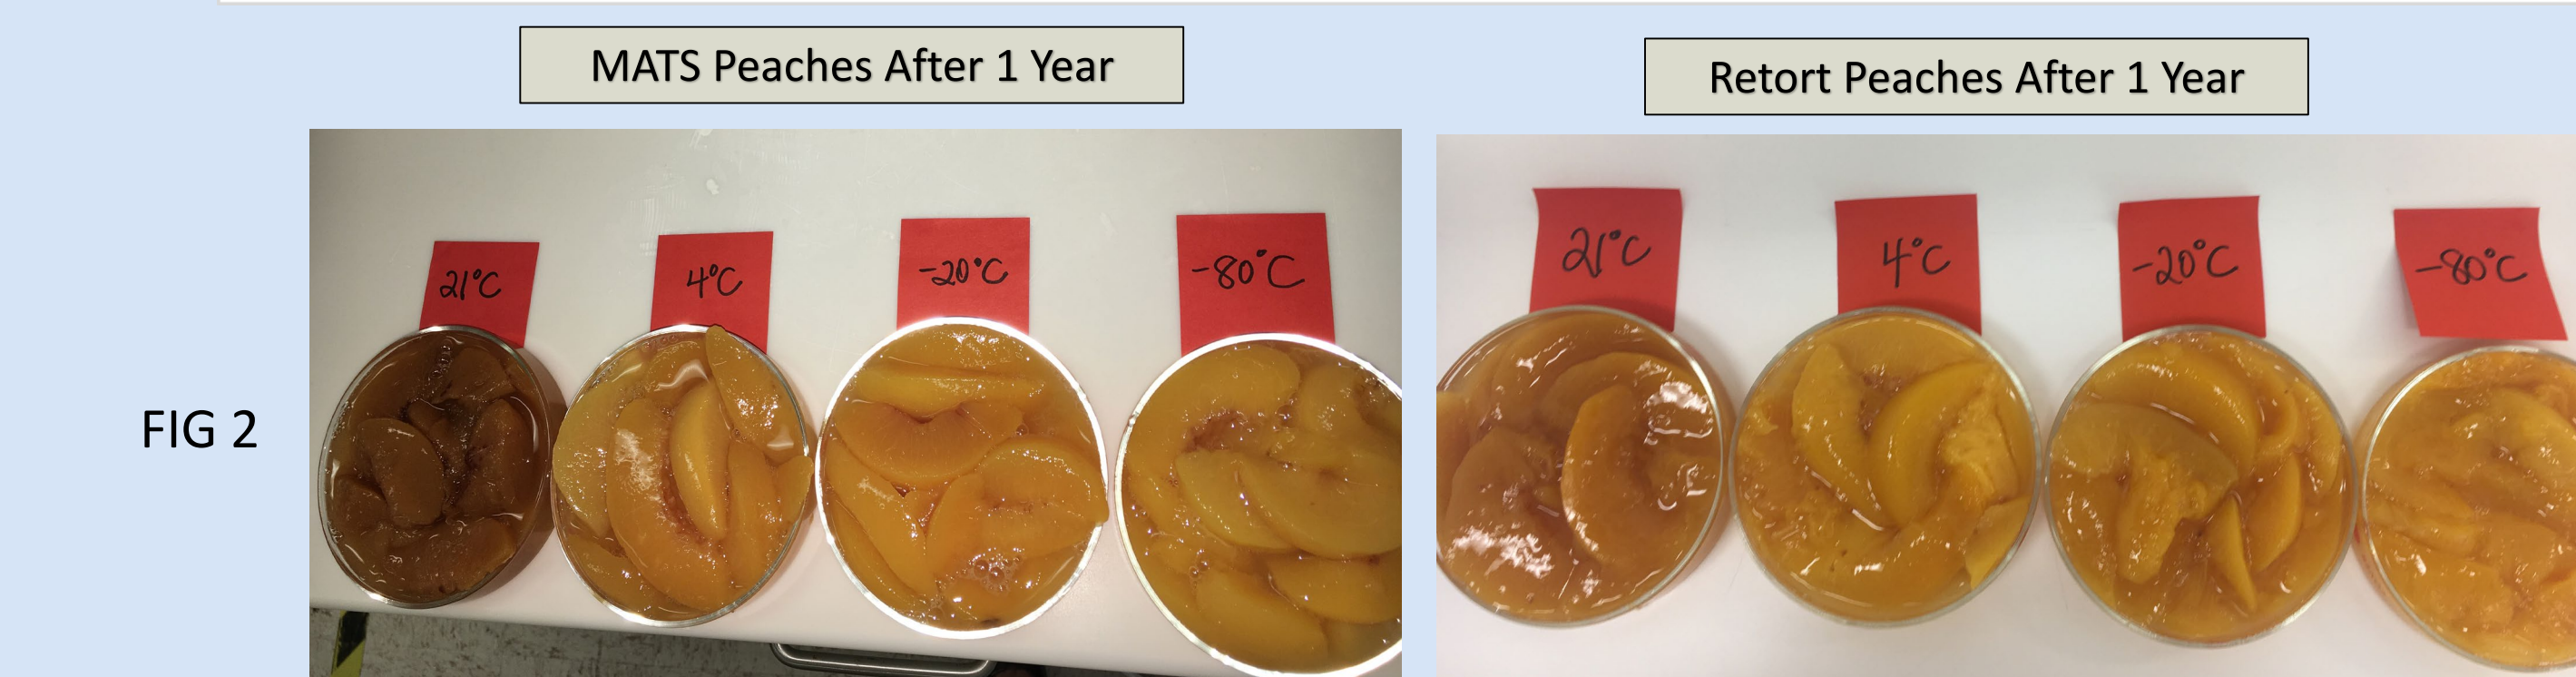 MATS Peaches After 1 Year
Retort Peaches After 1 Year
21°C
4°C
-20°C
-80°C
21°C
4°C
-20°C
-80°C
FIG 2